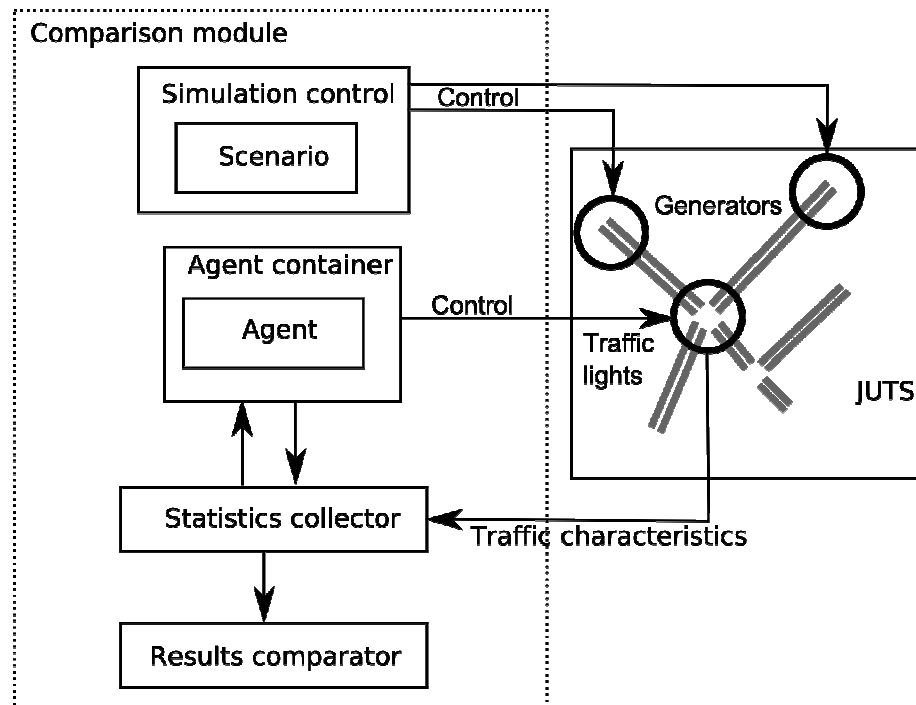 Comparison module
Simulation control
Control
Scenario
Generators
Agent container
Control
Agent
Traffic
lights
JUTS
Statistics collector
Traffic characteristics
Results comparator